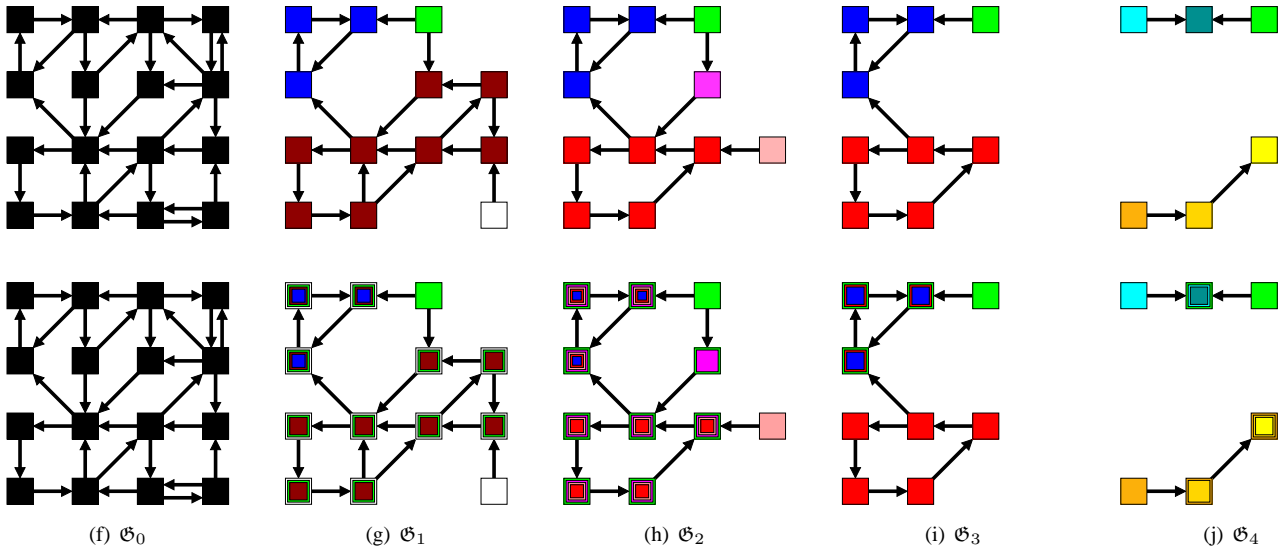 (f) 𝔊₀ (g) 𝔊₁ (h) 𝔊₂ (i) 𝔊₃ (j) 𝔊₄